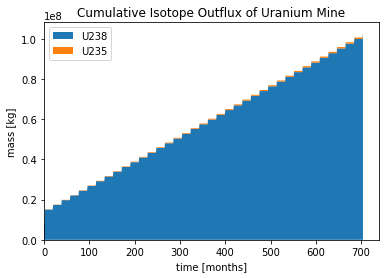 Cumulative Isotope Outflux of Uranium Mine
1e8
U238
U235
1.0
0.8
0.6
0.4
0.2
0.0
mass [kg]
0 100 200 300 400 500 600 700
time [months]